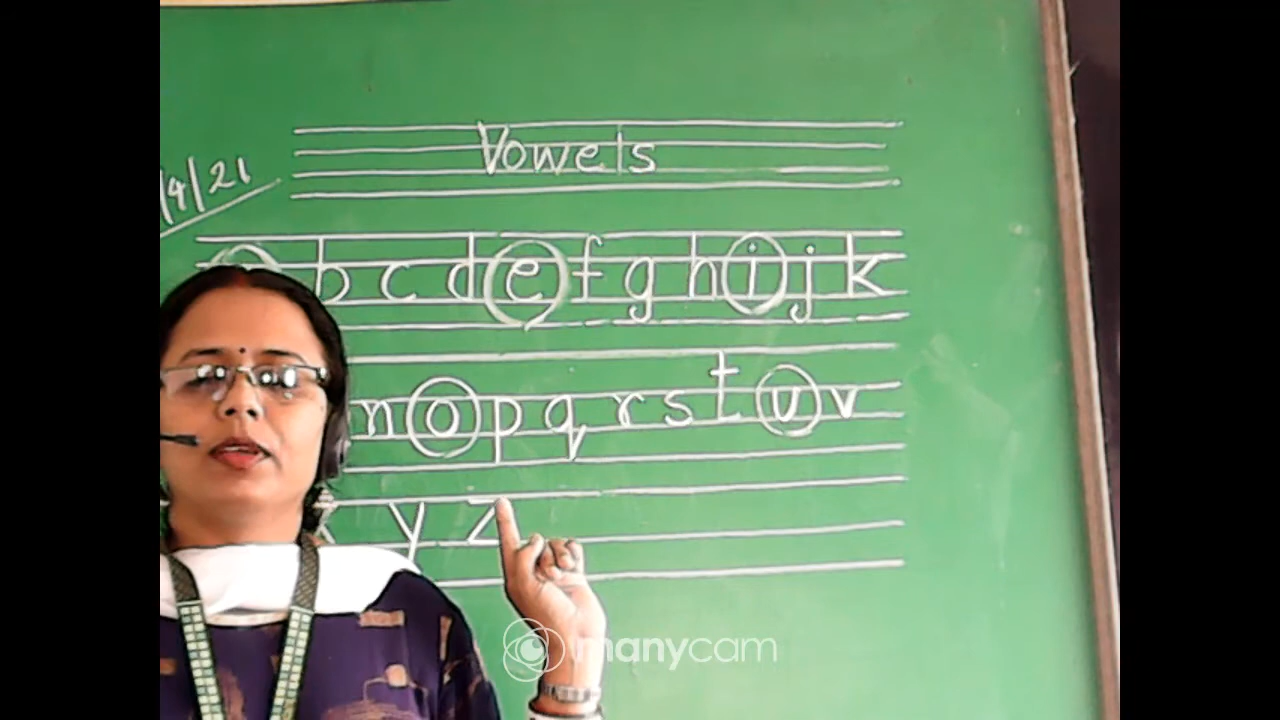 Vowels
/4/21
b c d e f g h i j k
n o p q r s t u v
y z
manycam